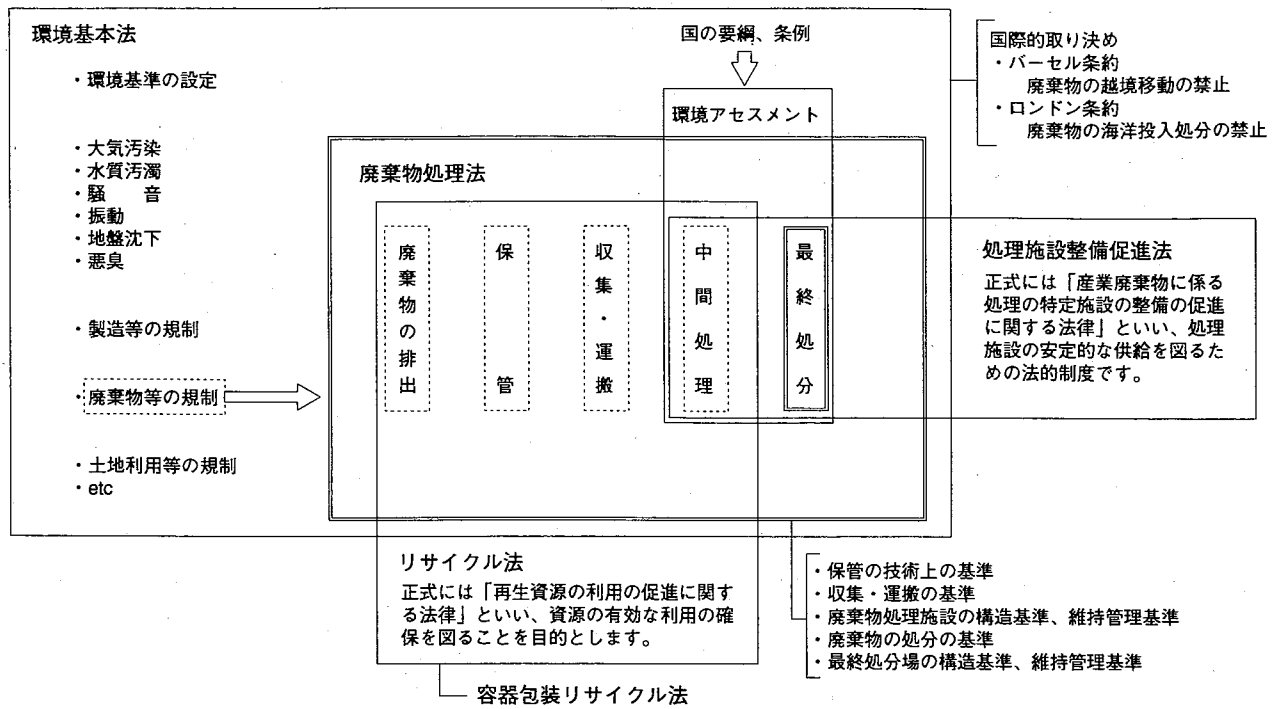 環境基本法
・環境基準の設定
・大気汚染
・水質汚濁
・騒　　音
・振動
・地盤沈下
・悪臭
・製造等の規制
・廃棄物等の規制
・土地利用等の規制
・etc
国の要綱、条例
環境アセスメント
国際的取り決め
・バーセル条約
廃棄物の越境移動の禁止
・ロンドン条約
廃棄物の海洋投入処分の禁止
廃棄物処理法
廃棄物の排出
保管
収集・運搬
中間処理
最終処分
処理施設整備促進法
正式には「産業廃棄物に係る
処理の特定施設の整備の促進
に関する法律」といい、処理
施設の安定的な供給を図るた
めの法的制度です。
リサイクル法
正式には「再生資源の利用の促進に関す
る法律」といい、資源の有効な利用の確
保を図ることを目的とします。
容器包装リサイクル法
・保管の技術上の基準
・収集・運搬の基準
・廃棄物処理施設の構造基準、維持管理基準
・廃棄物の処分の基準
・最終処分場の構造基準、維持管理基準